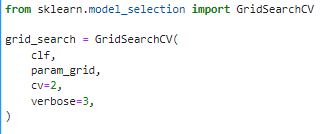 from sklearn.model_selection import GridSearchCV
grid_search = GridSearchCV(
    clf,
    param_grid,
    cv=2,
    verbose=3,
)